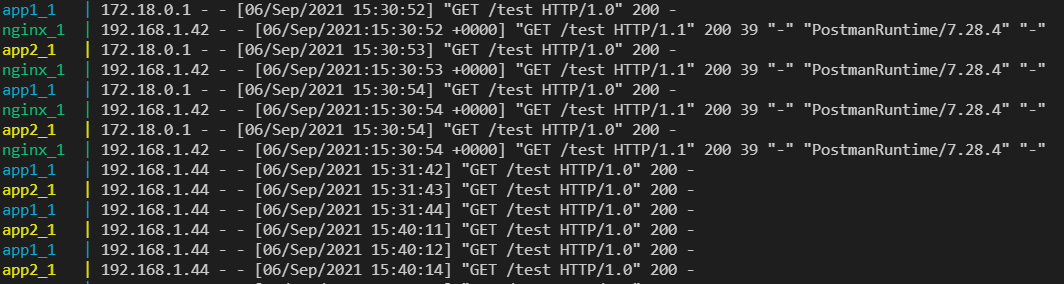 app1_1 | 172.18.0.1 - - [06/Sep/2021 15:30:52] "GET /test HTTP/1.0" 200 -
nginx_1 | 192.168.1.42 - - [06/Sep/2021:15:30:52 +0000] "GET /test HTTP/1.1" 200 39 "-" "PostmanRuntime/7.28.4" "-"
app2_1 | 172.18.0.1 - - [06/Sep/2021 15:30:53] "GET /test HTTP/1.0" 200 -
nginx_1 | 192.168.1.42 - - [06/Sep/2021:15:30:53 +0000] "GET /test HTTP/1.1" 200 39 "-" "PostmanRuntime/7.28.4" "-"
app1_1 | 172.18.0.1 - - [06/Sep/2021 15:30:54] "GET /test HTTP/1.0" 200 -
nginx_1 | 192.168.1.42 - - [06/Sep/2021:15:30:54 +0000] "GET /test HTTP/1.1" 200 39 "-" "PostmanRuntime/7.28.4" "-"
app2_1 | 172.18.0.1 - - [06/Sep/2021 15:30:54] "GET /test HTTP/1.0" 200 -
nginx_1 | 192.168.1.42 - - [06/Sep/2021:15:30:54 +0000] "GET /test HTTP/1.1" 200 39 "-" "PostmanRuntime/7.28.4" "-"
app1_1 | 192.168.1.44 - - [06/Sep/2021 15:31:42] "GET /test HTTP/1.0" 200 -
app2_1 | 192.168.1.44 - - [06/Sep/2021 15:31:43] "GET /test HTTP/1.0" 200 -
app1_1 | 192.168.1.44 - - [06/Sep/2021 15:31:44] "GET /test HTTP/1.0" 200 -
app2_1 | 192.168.1.44 - - [06/Sep/2021 15:40:11] "GET /test HTTP/1.0" 200 -
app1_1 | 192.168.1.44 - - [06/Sep/2021 15:40:12] "GET /test HTTP/1.0" 200 -
app2_1 | 192.168.1.44 - - [06/Sep/2021 15:40:14] "GET /test HTTP/1.0" 200 -